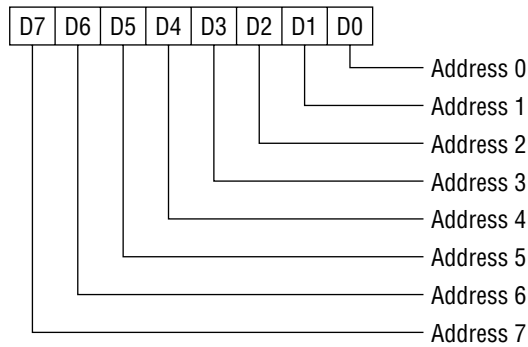 D7 D6 D5 D4 D3 D2 D1 D0
Address 0
Address 1
Address 2
Address 3
Address 4
Address 5
Address 6
Address 7